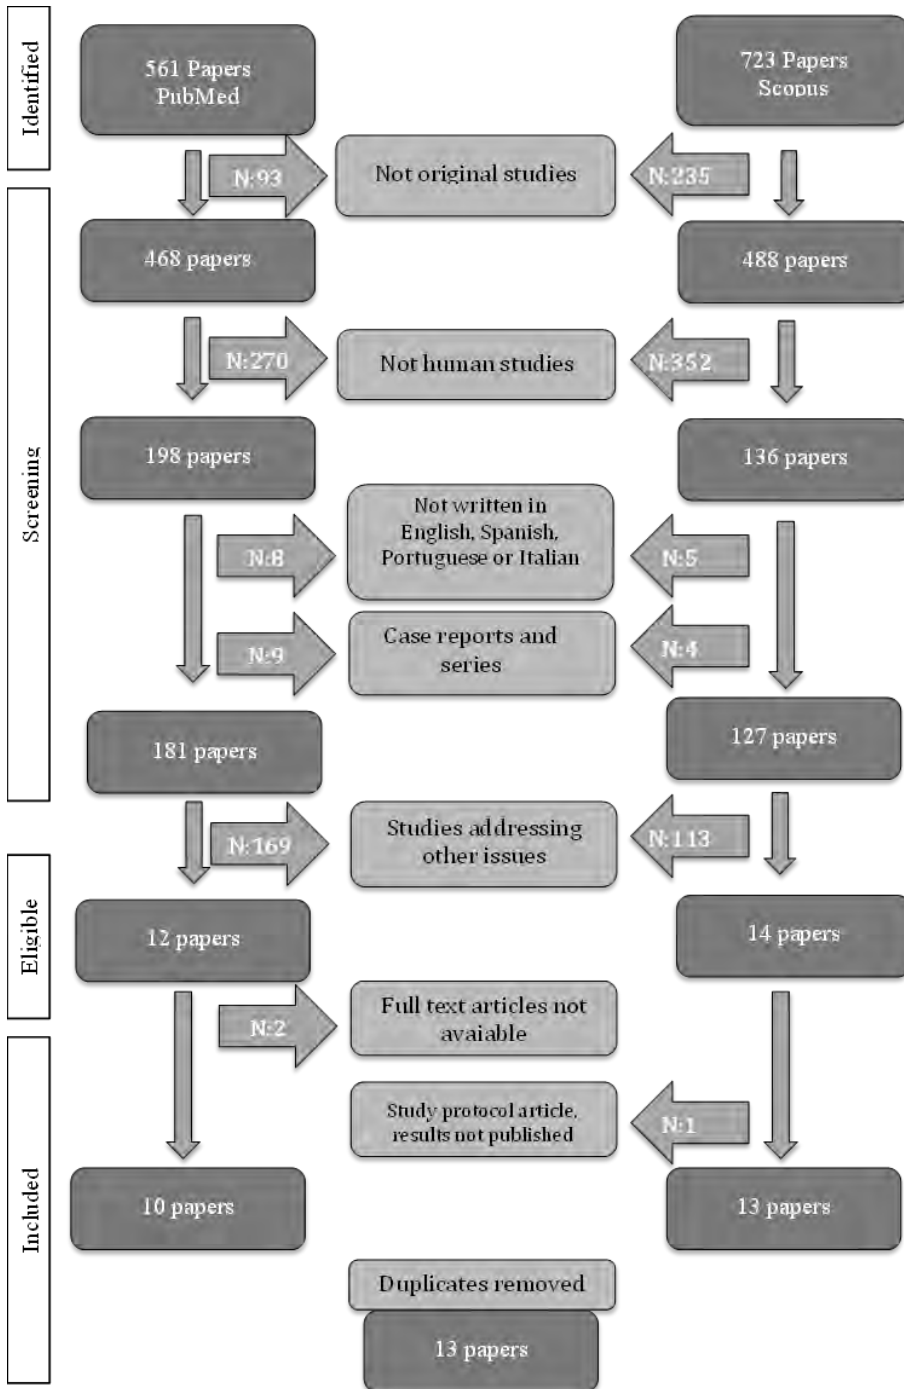 Identified
561 Papers
PubMed
723 Papers
Scopus
N:93
Not original studies
N:235
Screening
468 papers
488 papers
N:270
Not human studies
N:352
198 papers
136 papers
Not written in
English, Spanish,
Portuguese or Italian
N:8
N:5
Case reports and
series
N:9
N:4
181 papers
127 papers
N:169
Studies addressing
other issues
N:113
Eligible
12 papers
14 papers
N:2
Full text articles not
avaiable
Included
Study protocol article,
results not published
N:1
10 papers
13 papers
Duplicates removed
13 papers